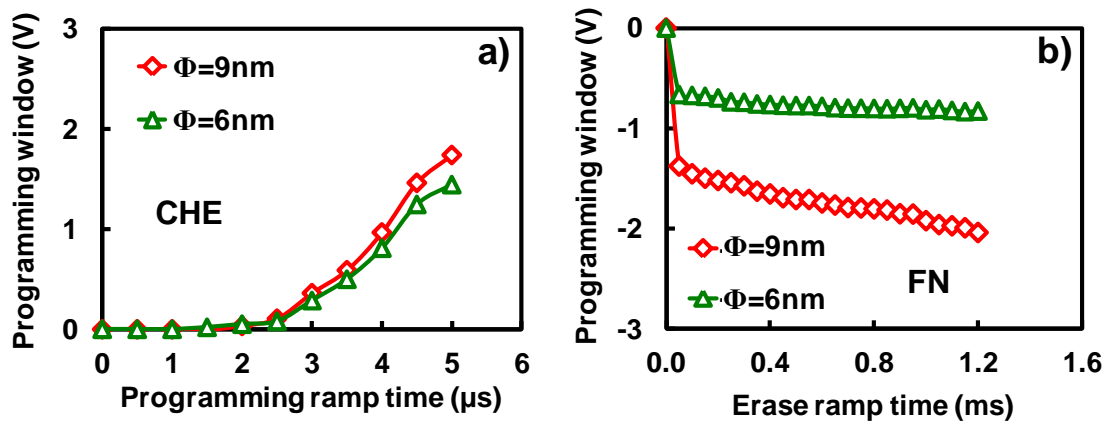 a)
Programming window (V)
3
2
1
0
Φ=9nm
Φ=6nm
CHE
0 1 2 3 4 5 6
Programming ramp time (µs)
b)
Programming window (V)
0
-1
-2
-3
Φ=9nm
Φ=6nm
FN
0.0 0.4 0.8 1.2 1.6
Erase ramp time (ms)